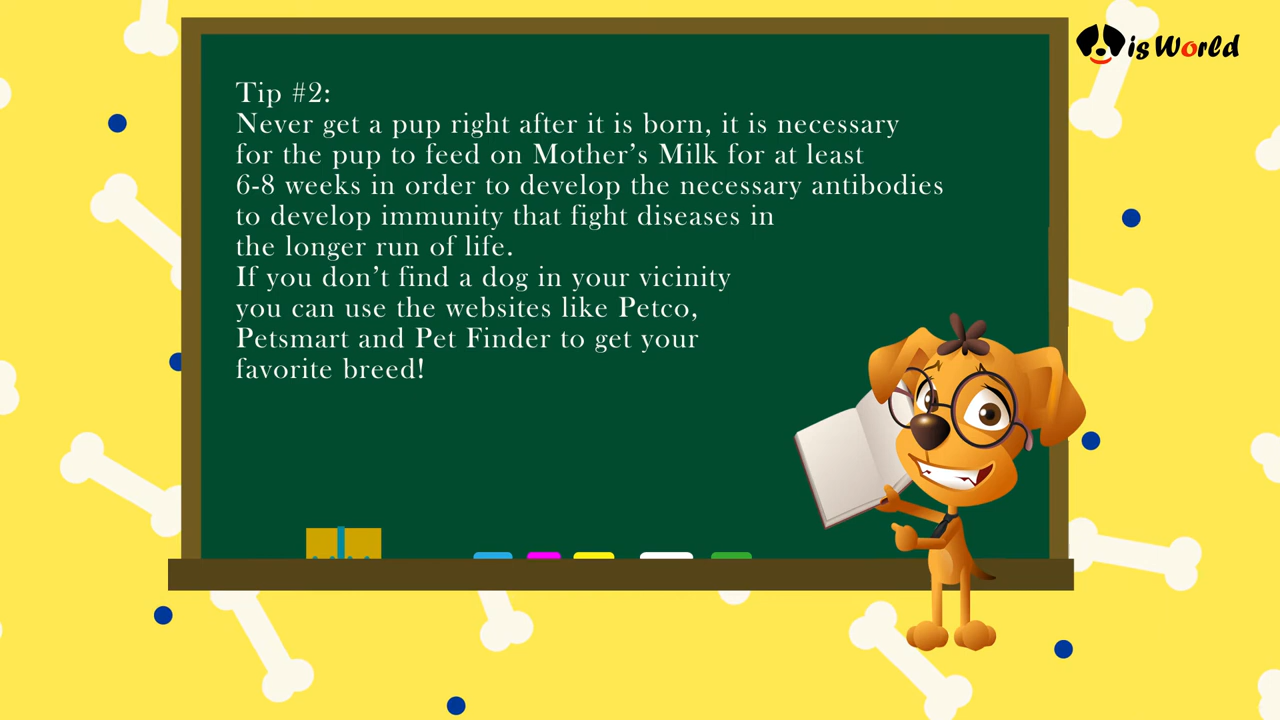 is World
Tip #2:
Never get a pup right after it is born, it is necessary
for the pup to feed on Mother’s Milk for at least
6-8 weeks in order to develop the necessary antibodies
to develop immunity that fight diseases in
the longer run of life.
If you don’t find a dog in your vicinity
you can use the websites like Petco,
Petsmart and Pet Finder to get your
favorite breed!